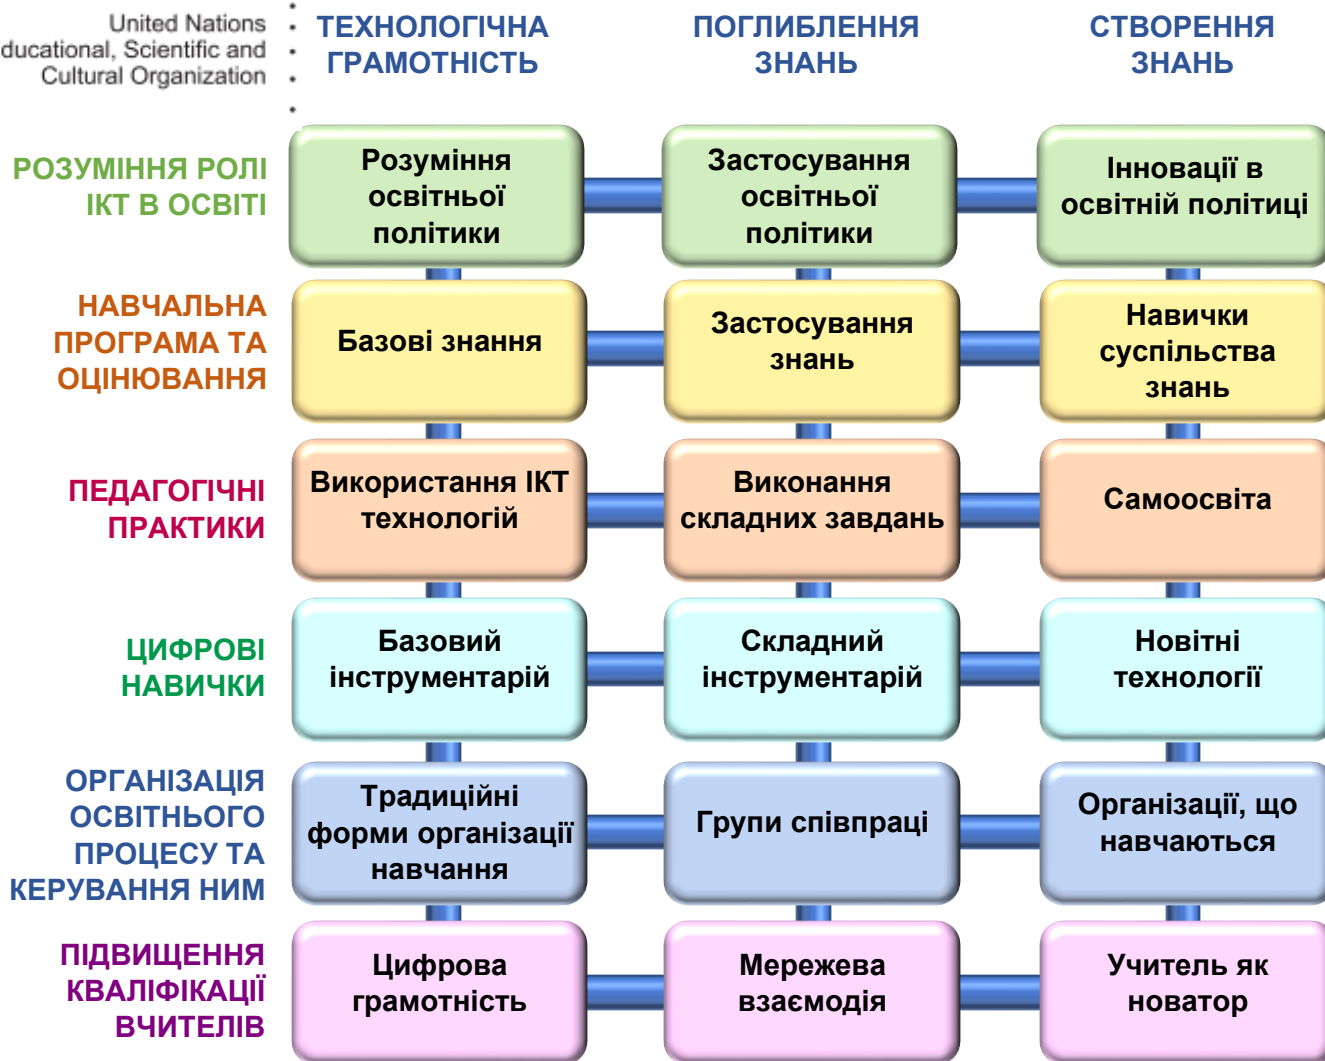 United Nations
ducational, Scientific and
Cultural Organization
ТЕХНОЛОГІЧНА
ГРАМОТНІСТЬ
ПОГЛИБЛЕННЯ
ЗНАНЬ
СТВОРЕННЯ
ЗНАНЬ
РОЗУМІННЯ РОЛІ
ІКТ В ОСВІТІ
Розуміння
освітньої
політики
Застосування
освітньої
політики
Інновації в
освітній політиці
НАВЧАЛЬНА
ПРОГРАМА ТА
ОЦІНЮВАННЯ
Базові знання
Застосування
знань
Навички
суспільства
знань
ПЕДАГОГІЧНІ
ПРАКТИКИ
Використання ІКТ
технологій
Виконання
складних завдань
Самоосвіта
ЦИФРОВІ
НАВИЧКИ
Базовий
інструментарій
Складний
інструментарій
Новітні
технології
ОРГАНІЗАЦІЯ
ОСВІТНЬОГО
ПРОЦЕСУ ТА
КЕРУВАННЯ НИМ
Традиційні
форми організації
навчання
Групи співпраці
Організації, що
навчаються
ПІДВИЩЕННЯ
КВАЛІФІКАЦІЇ
ВЧИТЕЛІВ
Цифрова
грамотність
Мережева
взаємодія
Учитель як
новатор